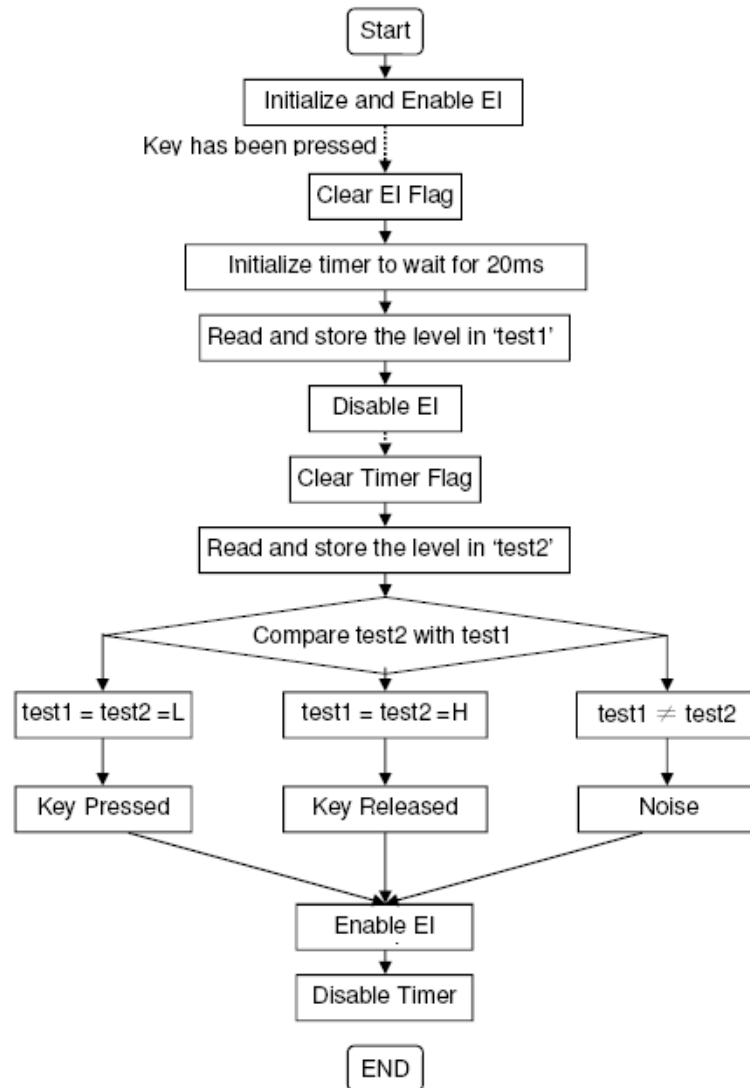 Start
Initialize and Enable EI
Key has been pressed
Clear EI Flag
Initialize timer to wait for 20ms
Read and store the level in ‘test1’
Disable EI
Clear Timer Flag
Read and store the level in ‘test2’
Compare test2 with test1
test1 = test2 =L
test1 = test2 =H
test1 ≠ test2
Key Pressed
Key Released
Noise
Enable EI
Disable Timer
END